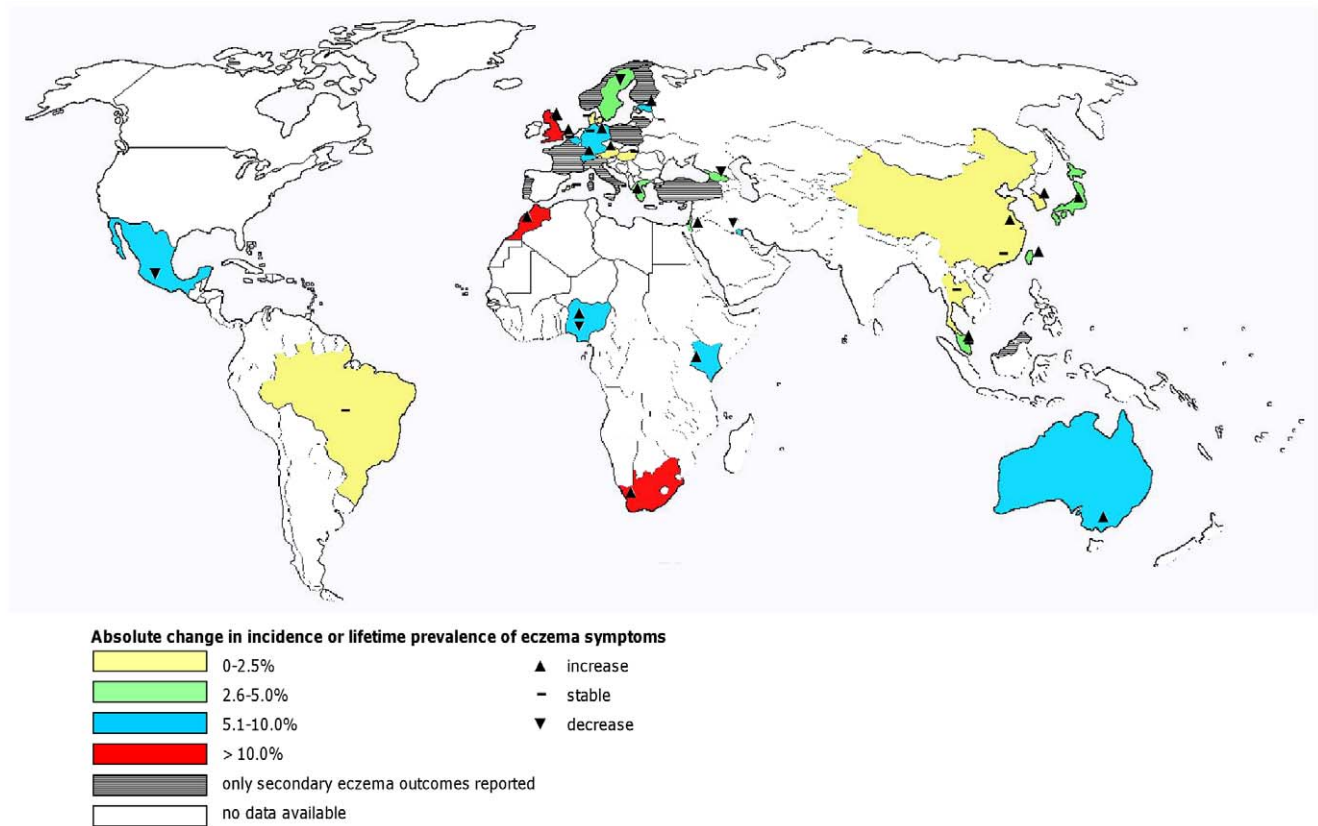 Absolute change in incidence or lifetime prevalence of eczema symptoms
0-2.5%
2.6-5.0%
5.1-10.0%
> 10.0%
only secondary eczema outcomes reported
no data available
increase
stable
decrease